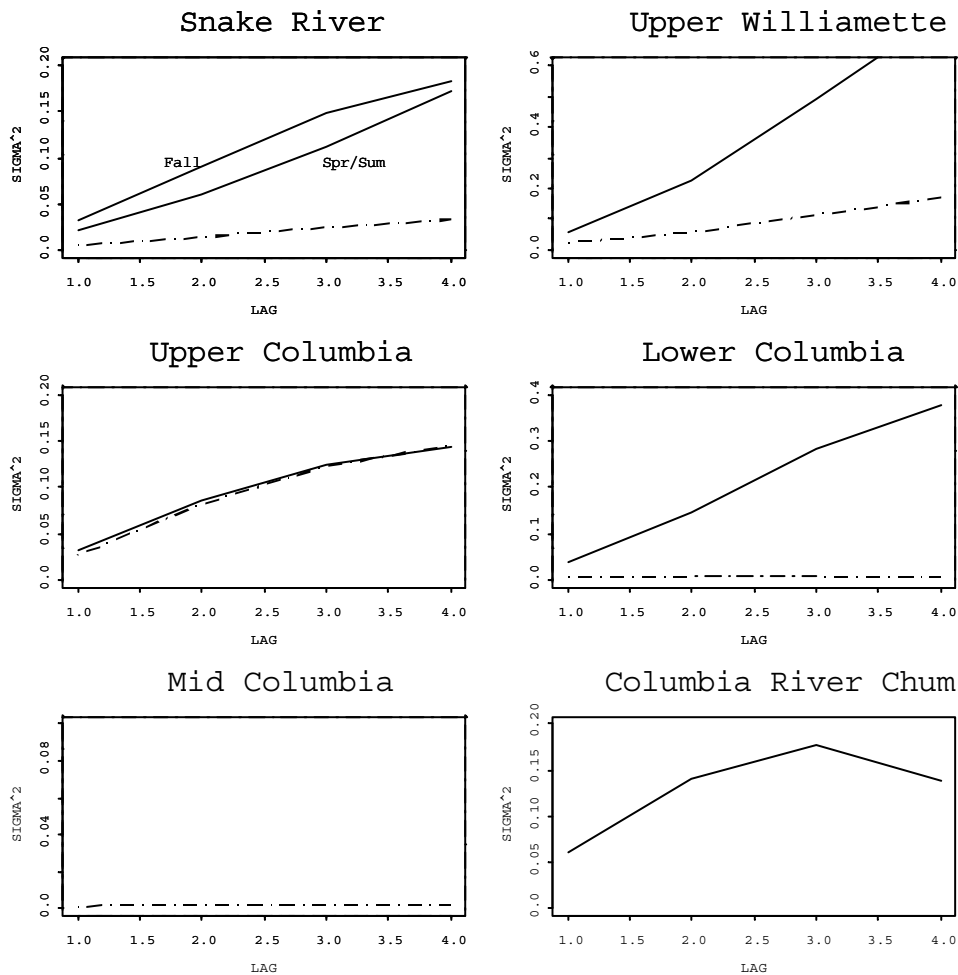 Snake River
SIGMA^2
0.20
0.15
0.10
0.05
0.0
Fall
Spr/Sum
1.0 1.5 2.0 2.5 3.0 3.5 4.0
LAG
Upper Williamette
SIGMA^2
0.6
0.4
0.2
0.0
1.0 1.5 2.0 2.5 3.0 3.5 4.0
LAG
Upper Columbia
SIGMA^2
0.20
0.15
0.10
0.05
0.0
1.0 1.5 2.0 2.5 3.0 3.5 4.0
LAG
Lower Columbia
SIGMA^2
0.4
0.3
0.2
0.1
0.0
1.0 1.5 2.0 2.5 3.0 3.5 4.0
LAG
Mid Columbia
SIGMA^2
0.08
0.04
0.0
1.0 1.5 2.0 2.5 3.0 3.5 4.0
LAG
Columbia River Chum
SIGMA^2
0.20
0.15
0.10
0.05
0.0
1.0 1.5 2.0 2.5 3.0 3.5 4.0
LAG